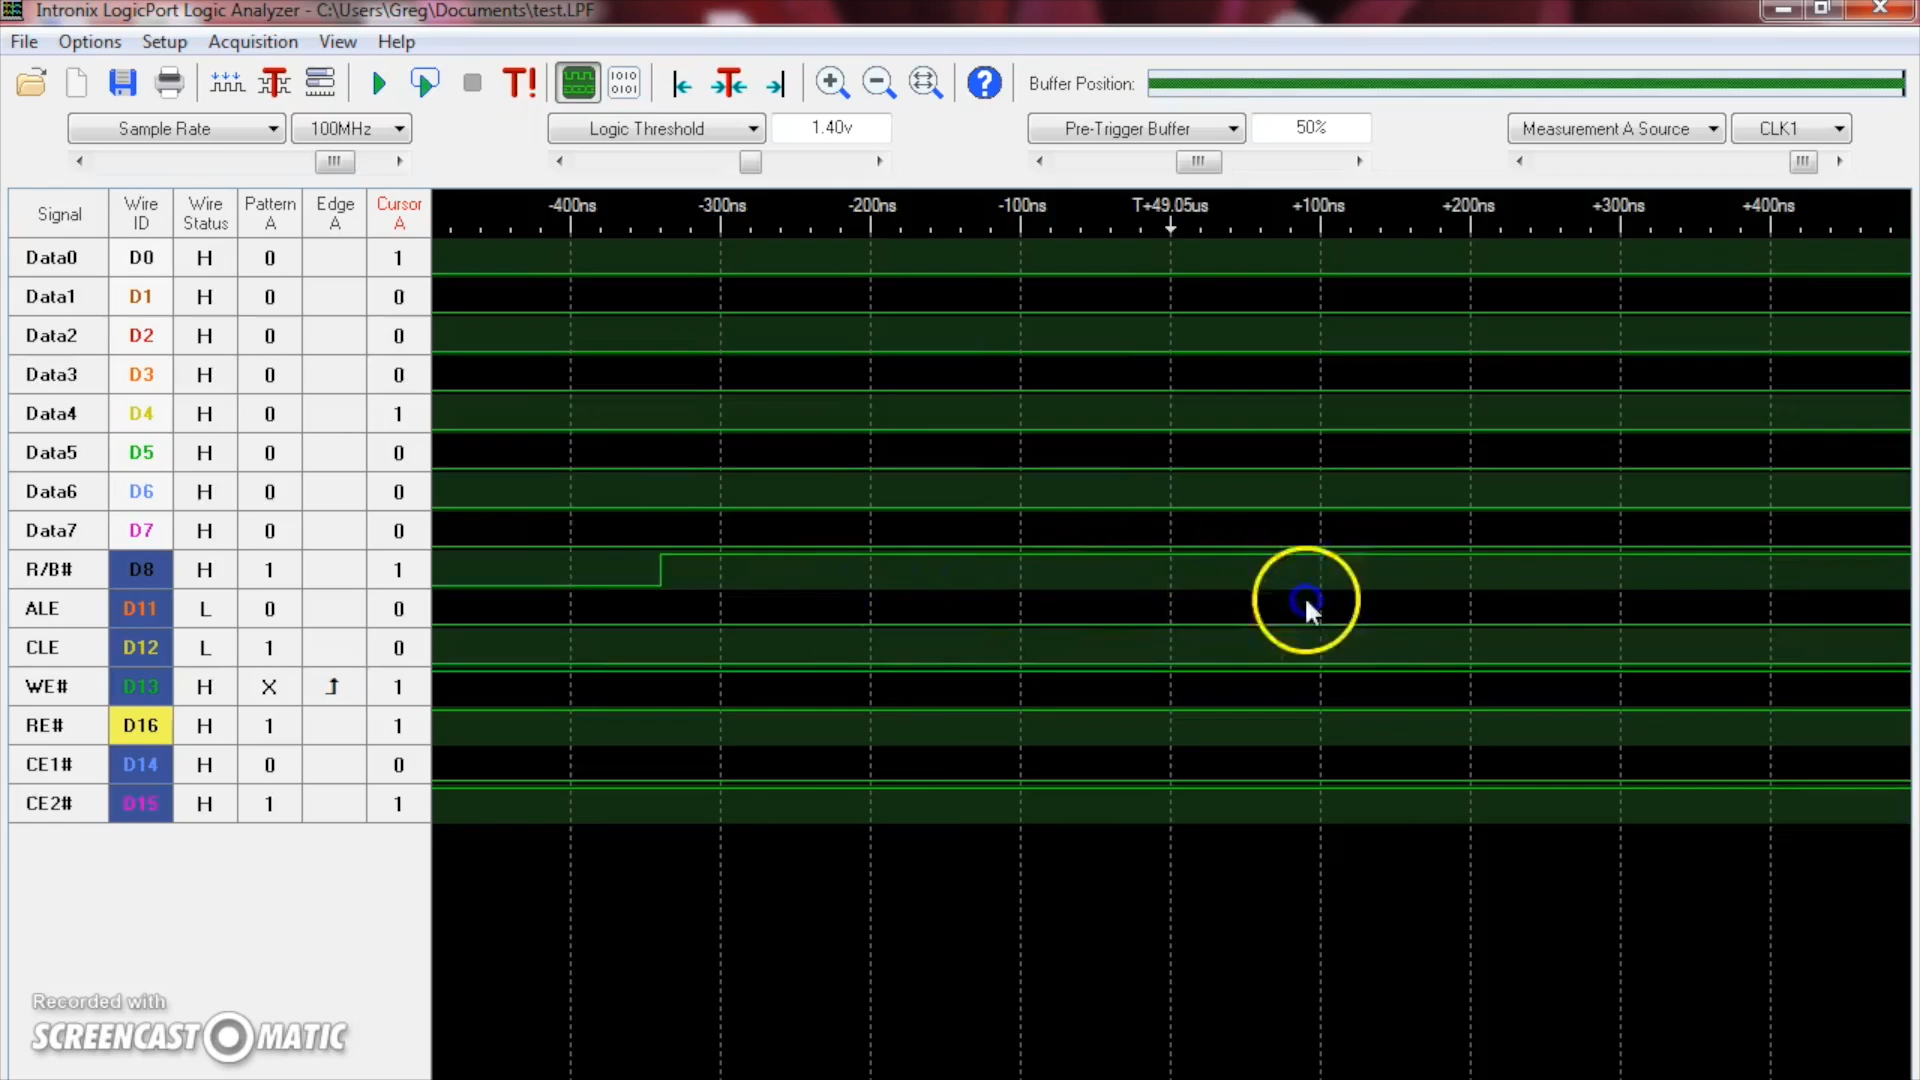 Intronix LogicPort Logic Analyzer - C:\Users\Greg\Documents\test.LPF
File Options Setup Acquisition View Help
T T! 1010 0101 T ? Buffer Position:
Sample Rate 100MHz Logic Threshold 1.40v Pre-Trigger Buffer 50% Measurement A Source CLK1
Signal Wire ID Wire Status Pattern A Edge A Cursor A -400ns -300ns -200ns -100ns T+49.05us +100ns +200ns +300ns +400ns
Data0 D0 H 0 1
Data1 D1 H 0 0
Data2 D2 H 0 0
Data3 D3 H 0 0
Data4 D4 H 0 1
Data5 D5 H 0 0
Data6 D6 H 0 0
Data7 D7 H 0 0
R/B# D8 H 1 1
ALE D11 L 0 0
CLE D12 L 1 0
WE# D13 H X 1
RE# D16 H 1 1
CE1# D14 H 0 0
CE2# D15 H 1 1
Recorded with
SCREENCAST-O-MATIC